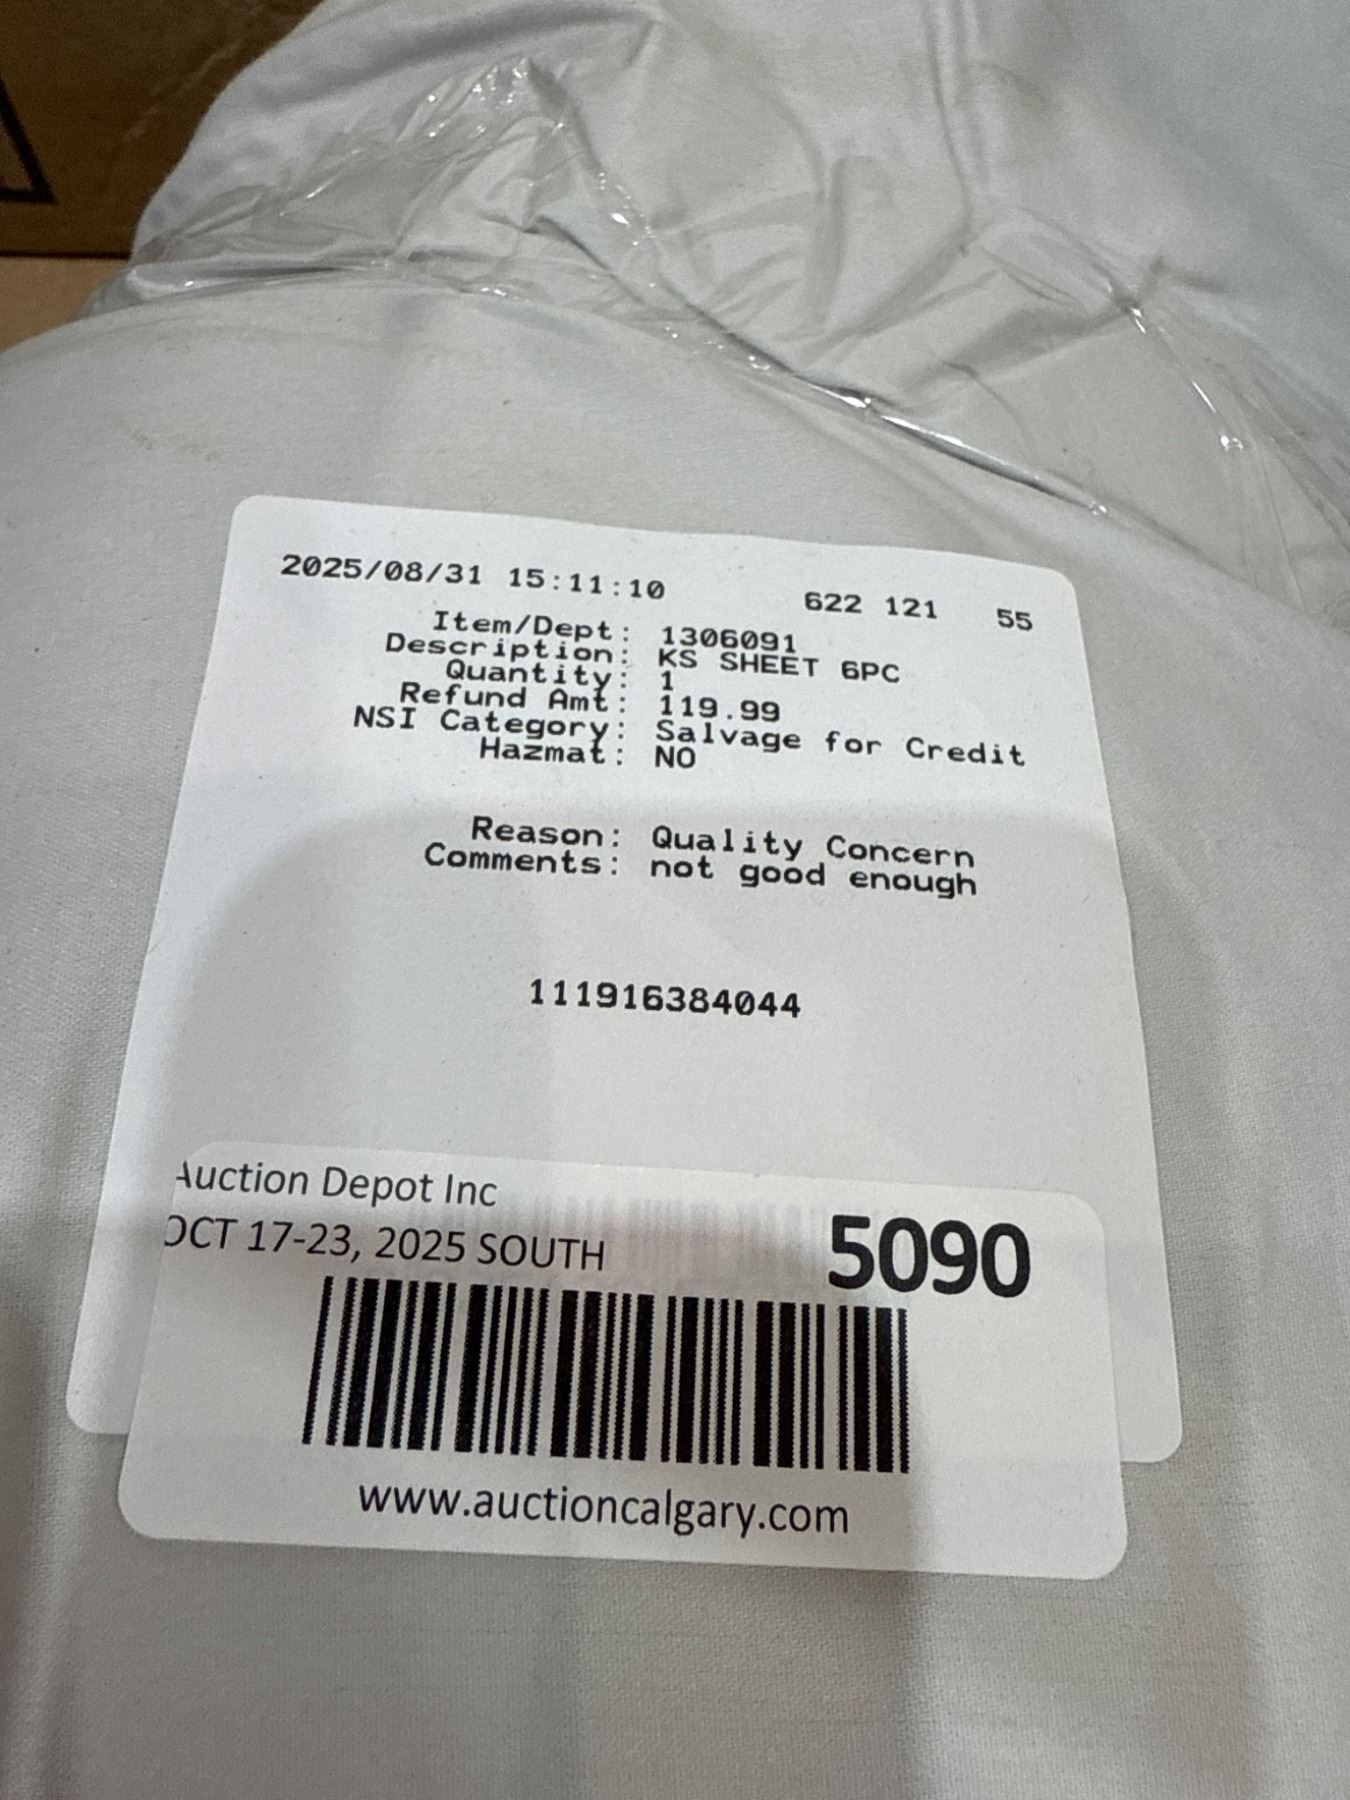 2025/08/31 15:11:10 622 121 55
Item/Dept: 1306091
Description: KS SHEET 6PC
Quantity: 1
Refund Amt: 119.99
NSI Category: Salvage for Credit
Hazmat: NO
Reason: Quality Concern
Comments: not good enough
111916384044
Auction Depot Inc
OCT 17-23, 2025 SOUTH 5090
www.auctioncalgary.com